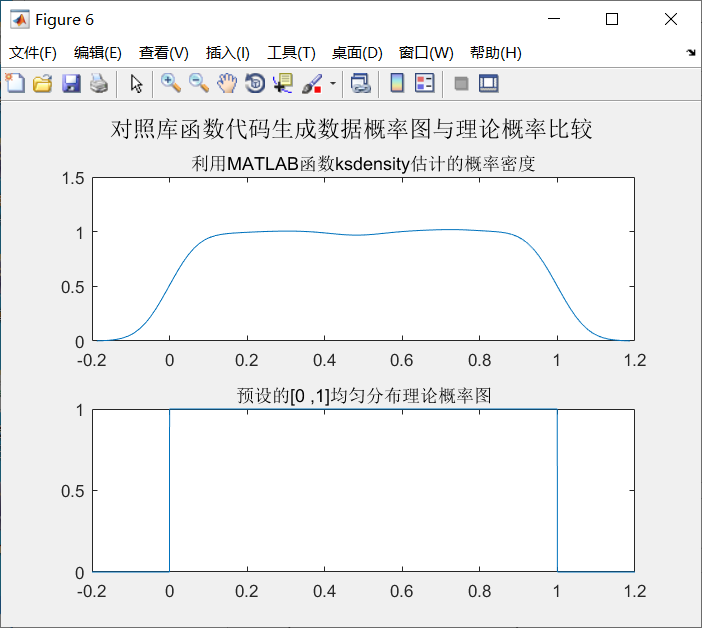 Figure 6
文件(F) 编辑(E) 查看(V) 插入(I) 工具(T) 桌面(D) 窗口(W) 帮助(H)
对照库函数代码生成数据概率图与理论概率比较
利用MATLAB函数ksdensity估计的概率密度
1.5
1
0.5
0
-0.2 0 0.2 0.4 0.6 0.8 1 1.2
预设的[0 ,1]均匀分布理论概率图
1
0.5
0
-0.2 0 0.2 0.4 0.6 0.8 1 1.2